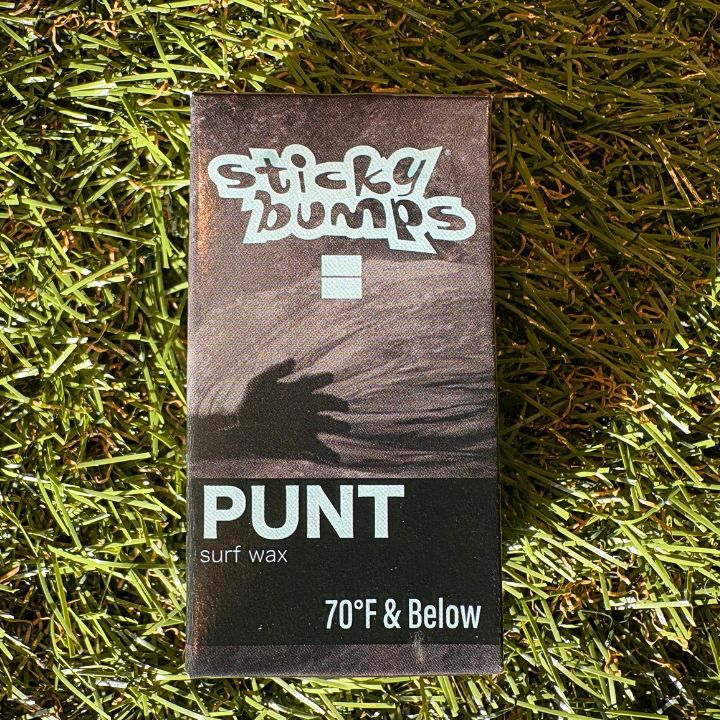 sticky
bumps
PUNT
surf wax
70°F & Below